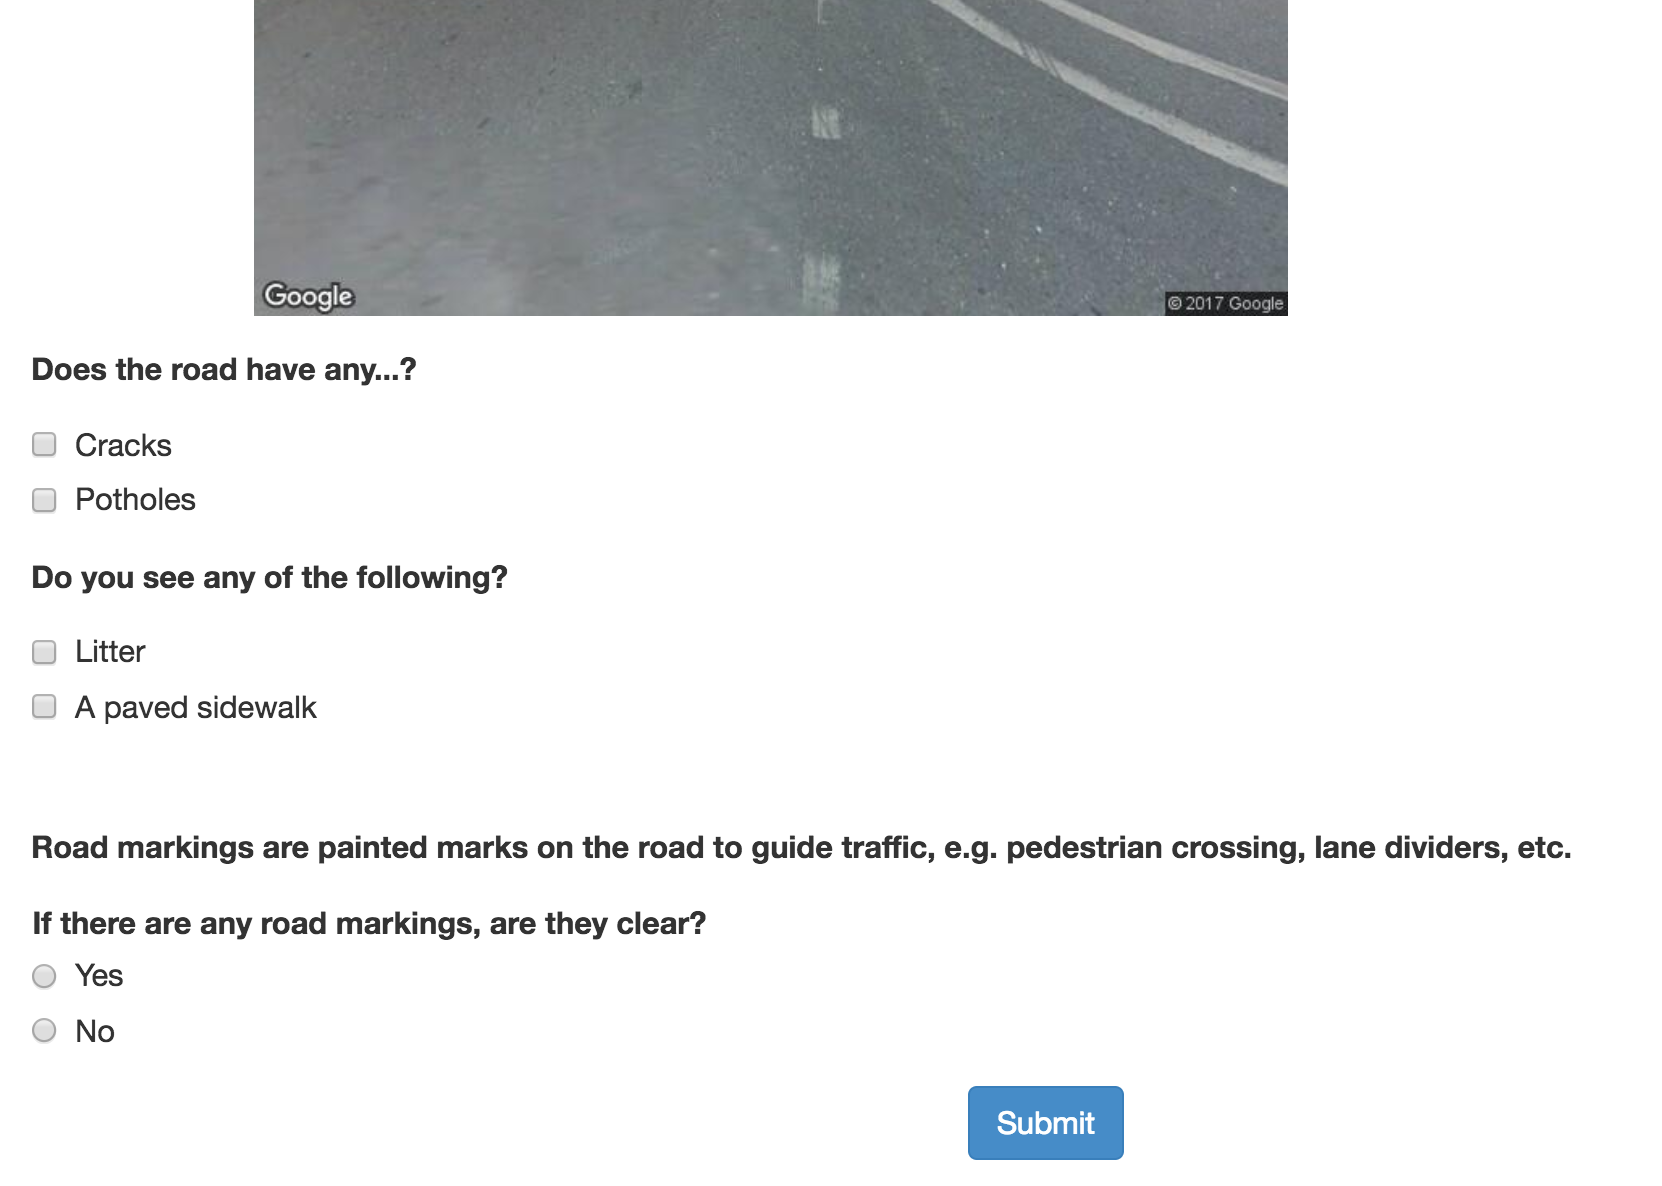 Google
© 2017 Google
Does the road have any...?
Cracks
Potholes
Do you see any of the following?
Litter
A paved sidewalk
Road markings are painted marks on the road to guide traffic, e.g. pedestrian crossing, lane dividers, etc.
If there are any road markings, are they clear?
Yes
No
Submit